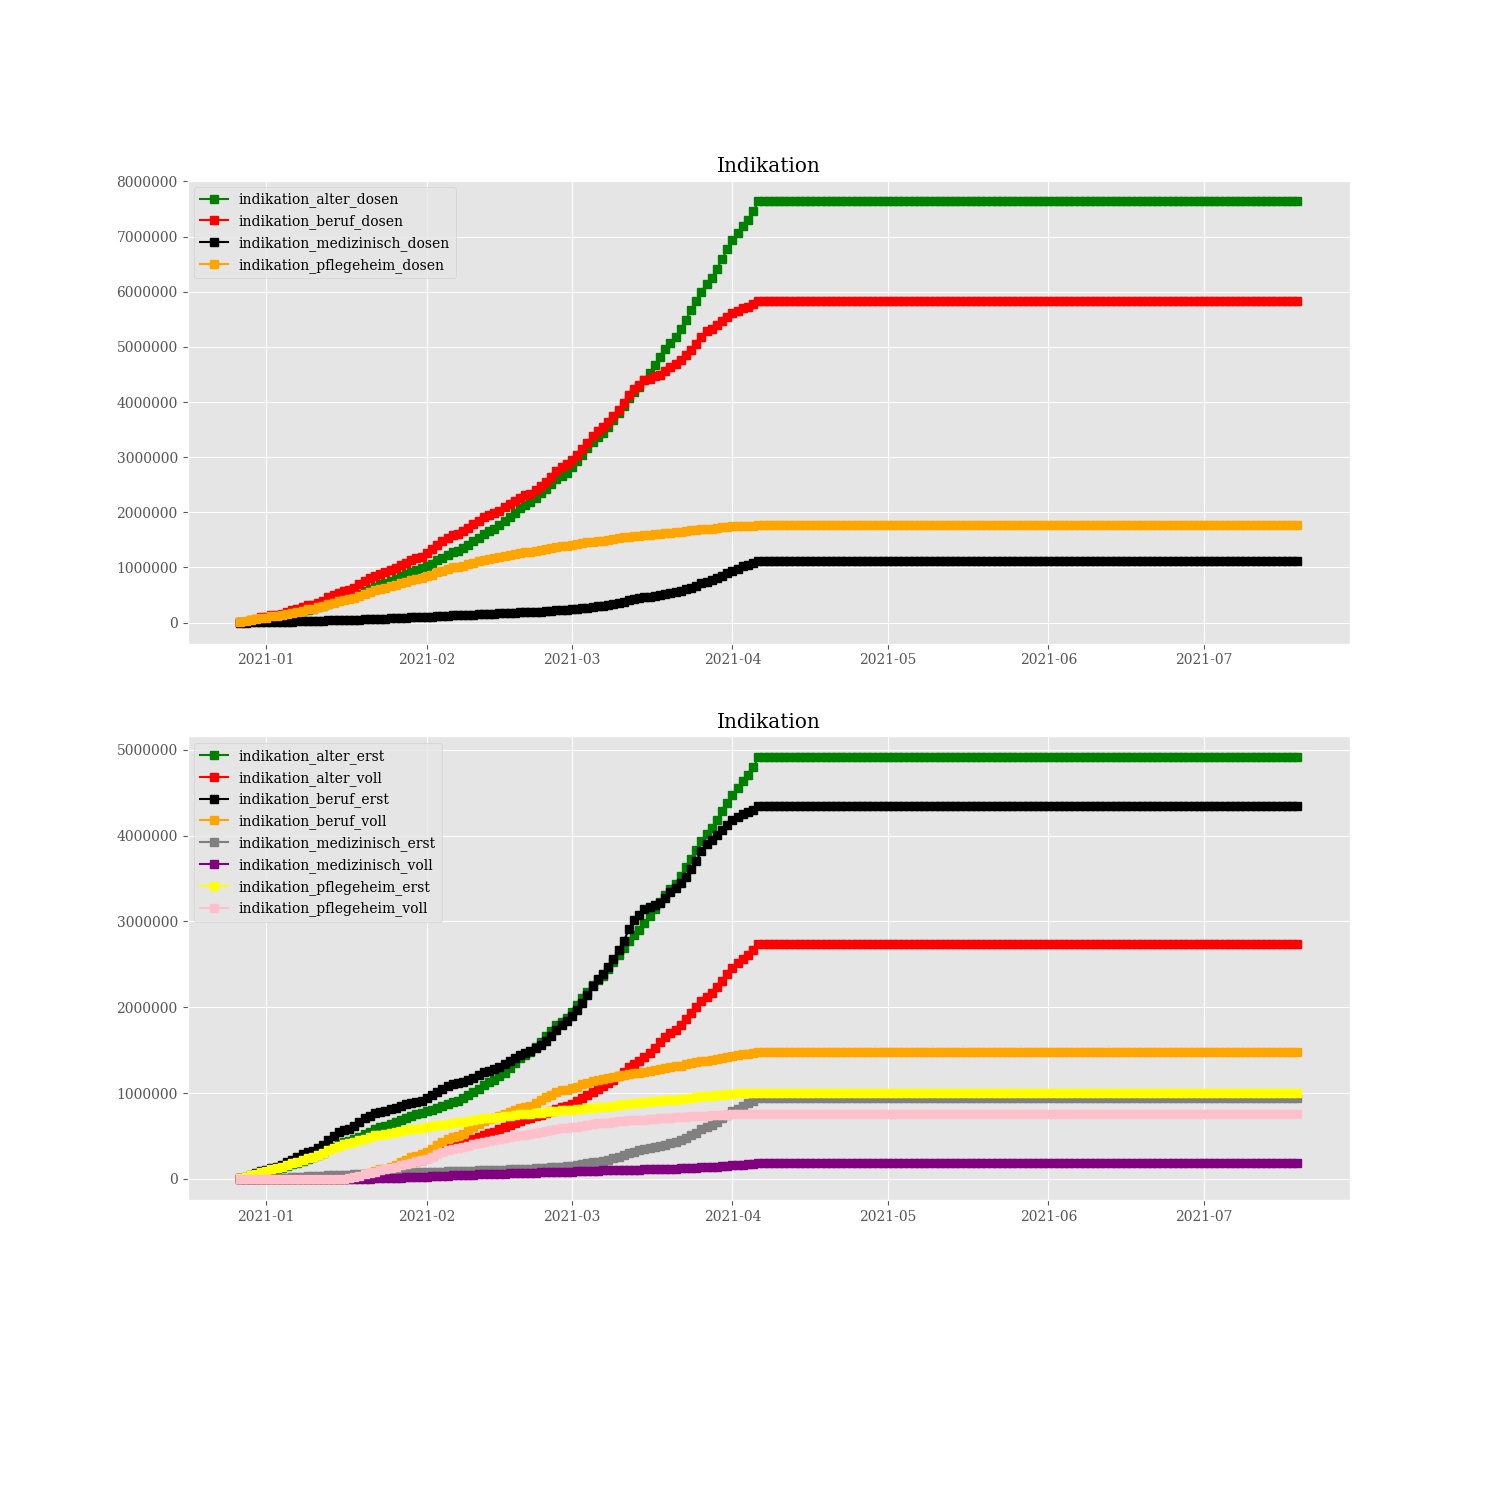 Indikation
8000000
7000000
6000000
5000000
4000000
3000000
2000000
1000000
0
indikation_alter_dosen
indikation_beruf_dosen
indikation_medizinisch_dosen
indikation_pflegeheim_dosen
2021-01 2021-02 2021-03 2021-04 2021-05 2021-06 2021-07
Indikation
5000000
4000000
3000000
2000000
1000000
0
indikation_alter_erst
indikation_alter_voll
indikation_beruf_erst
indikation_beruf_voll
indikation_medizinisch_erst
indikation_medizinisch_voll
indikation_pflegeheim_erst
indikation_pflegeheim_voll
2021-01 2021-02 2021-03 2021-04 2021-05 2021-06 2021-07